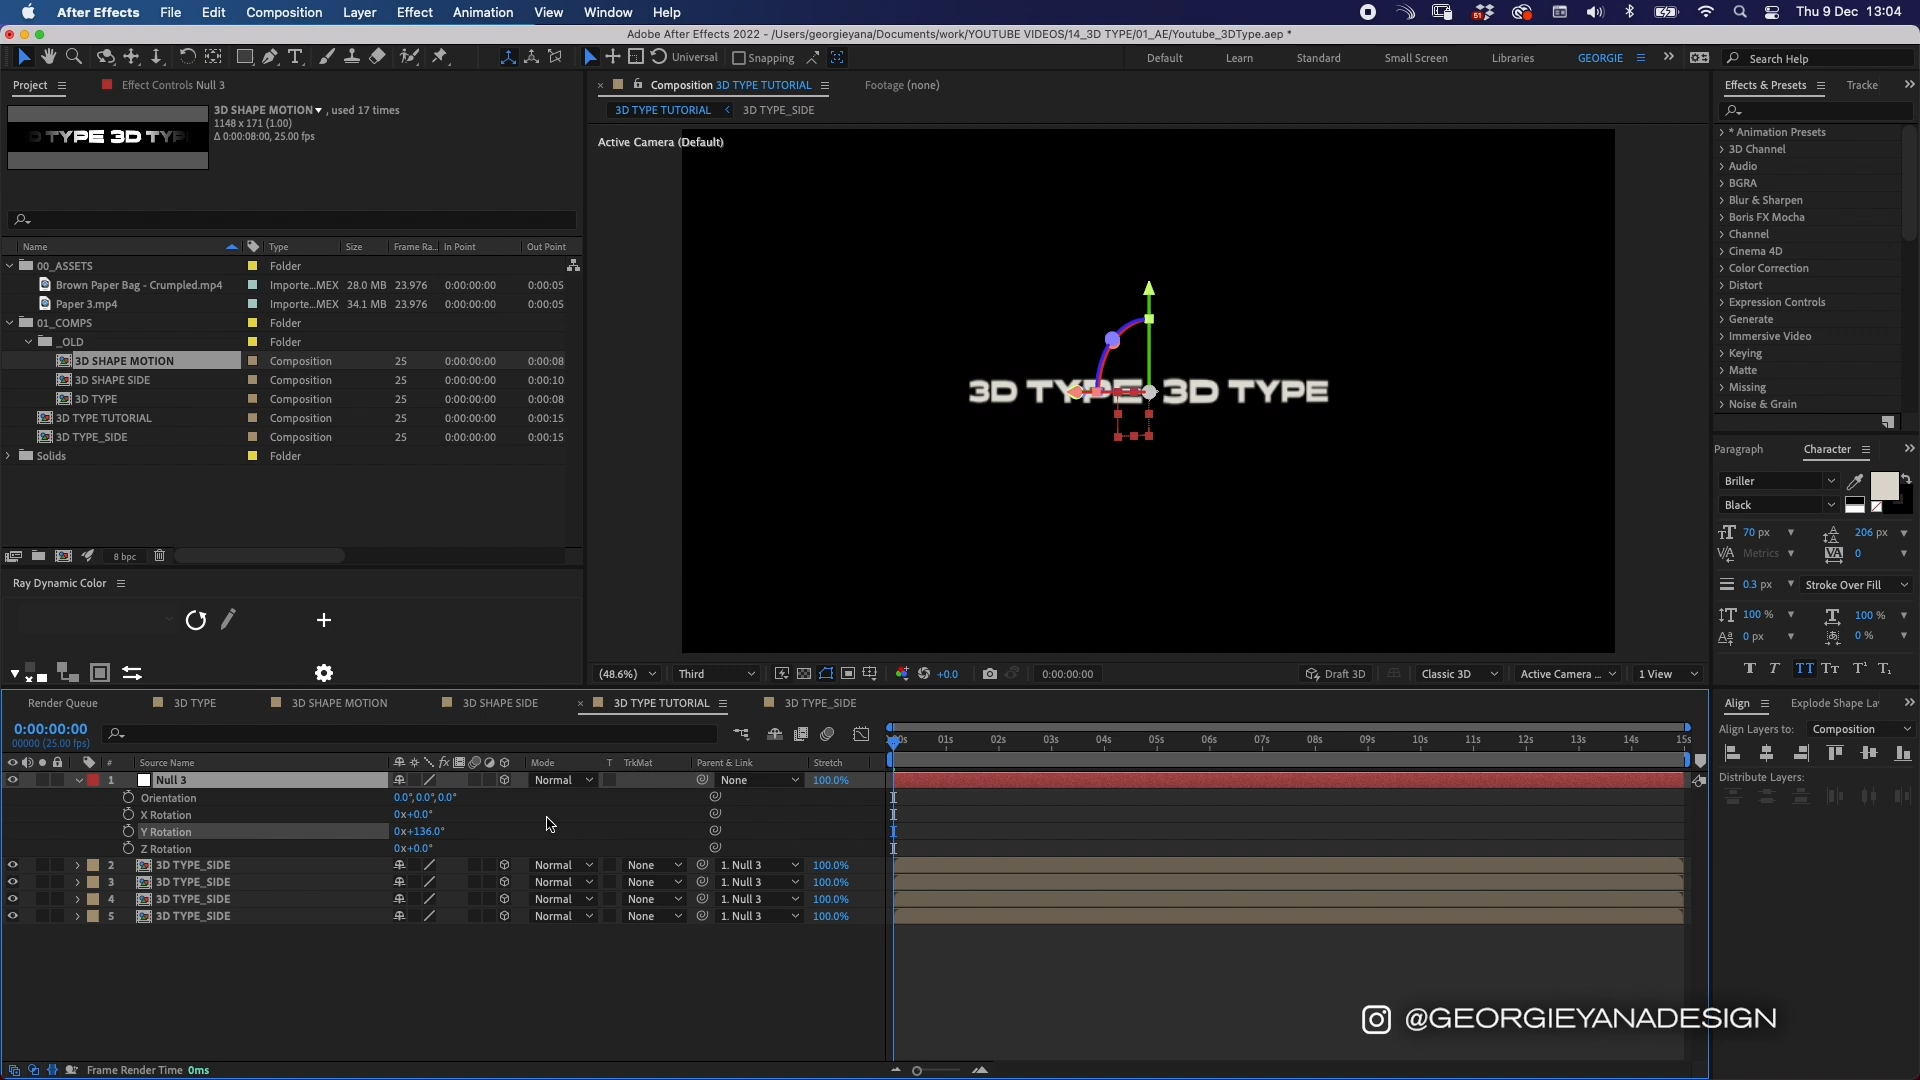 After Effects File Edit Composition Layer Effect Animation View Window Help
51
Thu 9 Dec 13:04
Adobe After Effects 2022 - /Users/georgieyana/Documents/work/YOUTUBE VIDEOS/14_3D TYPE/01_AE/Youtube_3DType.aep *
Universal Snapping Default Learn Standard Small Screen Libraries GEORGIE Search Help
Project Effect Controls Null 3
Composition 3D TYPE TUTORIAL Footage (none)
Effects & Presets Tracke
3D SHAPE MOTION , used 17 times
1148 x 171 (1.00)
Δ 0:00:08:00, 25.00 fps
D TYPE 3D TYP
3D TYPE TUTORIAL 3D TYPE_SIDE
Active Camera (Default)
3D TYPE 3D TYPE
* Animation Presets
3D Channel
Audio
BGRA
Blur & Sharpen
Boris FX Mocha
Channel
Cinema 4D
Color Correction
Distort
Expression Controls
Generate
Immersive Video
Keying
Matte
Missing
Noise & Grain
Name Type Size Frame Ra... In Point Out Point
00_ASSETS Folder
Brown Paper Bag - Crumpled.mp4 Importe...MEX 28.0 MB 23.976 0:00:00:00 0:00:05
Paper 3.mp4 Importe...MEX 34.1 MB 23.976 0:00:00:00 0:00:05
01_COMPS Folder
_OLD Folder
3D SHAPE MOTION Composition 25 0:00:00:00 0:00:08
3D SHAPE SIDE Composition 25 0:00:00:00 0:00:10
3D TYPE Composition 25 0:00:00:00 0:00:08
3D TYPE TUTORIAL Composition 25 0:00:00:00 0:00:15
3D TYPE_SIDE Composition 25 0:00:00:00 0:00:15
Solids Folder
8 bpc
Paragraph Character
Briller
Black
70 px 206 px
Metrics 0
0.3 px Stroke Over Fill
100 % 100 %
0 px 0 %
Ray Dynamic Color
(48.6%) Third +0.0 0:00:00:00 Draft 3D Classic 3D Active Camera ... 1 View
Render Queue 3D TYPE 3D SHAPE MOTION 3D SHAPE SIDE 3D TYPE TUTORIAL 3D TYPE_SIDE
Align Explode Shape La
0:00:00:00
00000 (25.00 fps)
01s 02s 03s 04s 05s 06s 07s 08s 09s 10s 11s 12s 13s 14s 15s
Align Layers to: Composition
Distribute Layers:
# Source Name Mode T TrkMat Parent & Link Stretch
1 Null 3 Normal None 100.0%
Orientation 0.0°,0.0°,0.0°
X Rotation 0x+0.0°
Y Rotation 0x+136.0°
Z Rotation 0x+0.0°
2 3D TYPE_SIDE Normal None 1. Null 3 100.0%
3 3D TYPE_SIDE Normal None 1. Null 3 100.0%
4 3D TYPE_SIDE Normal None 1. Null 3 100.0%
5 3D TYPE_SIDE Normal None 1. Null 3 100.0%
@GEORGIEYANADESIGN
Frame Render Time 0ms